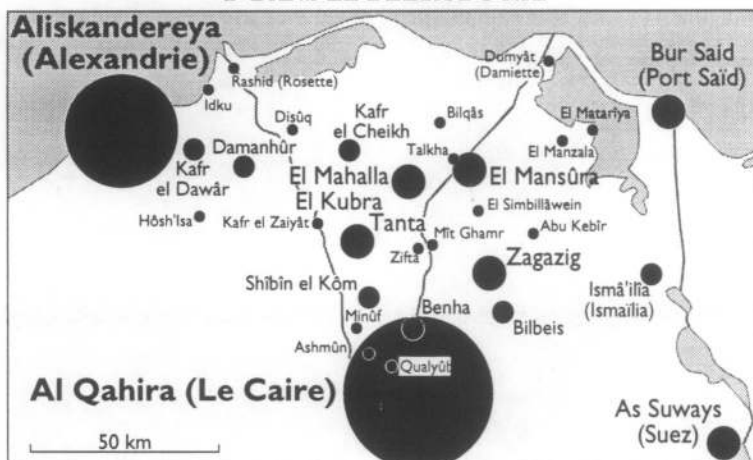 Aliskandereya
(Alexandrie)
Rashid (Rosette)
Idku
Dumyât
(Damiette)
Bur Said
(Port Saïd)
Disûq
Kafr
el Cheikh
Bilqâs
El Matarîya
Damanhûr
Talkha
El Manzala
Kafr
el Dawâr
El Mahalla
El Kubra
El Mansûra
Hôsh'Isa
Kafr el Zaiyât
Tanta
El Simbillâwein
Abu Kebîr
Mît Ghamr
Zifta
Zagazig
Shîbîn el Kôm
Ismâ'ilîa
(Ismaïlia)
Minûf
Benha
Bilbeis
Ashmûn
Qualyûb
Al Qahira (Le Caire)
As Suways
(Suez)
50 km